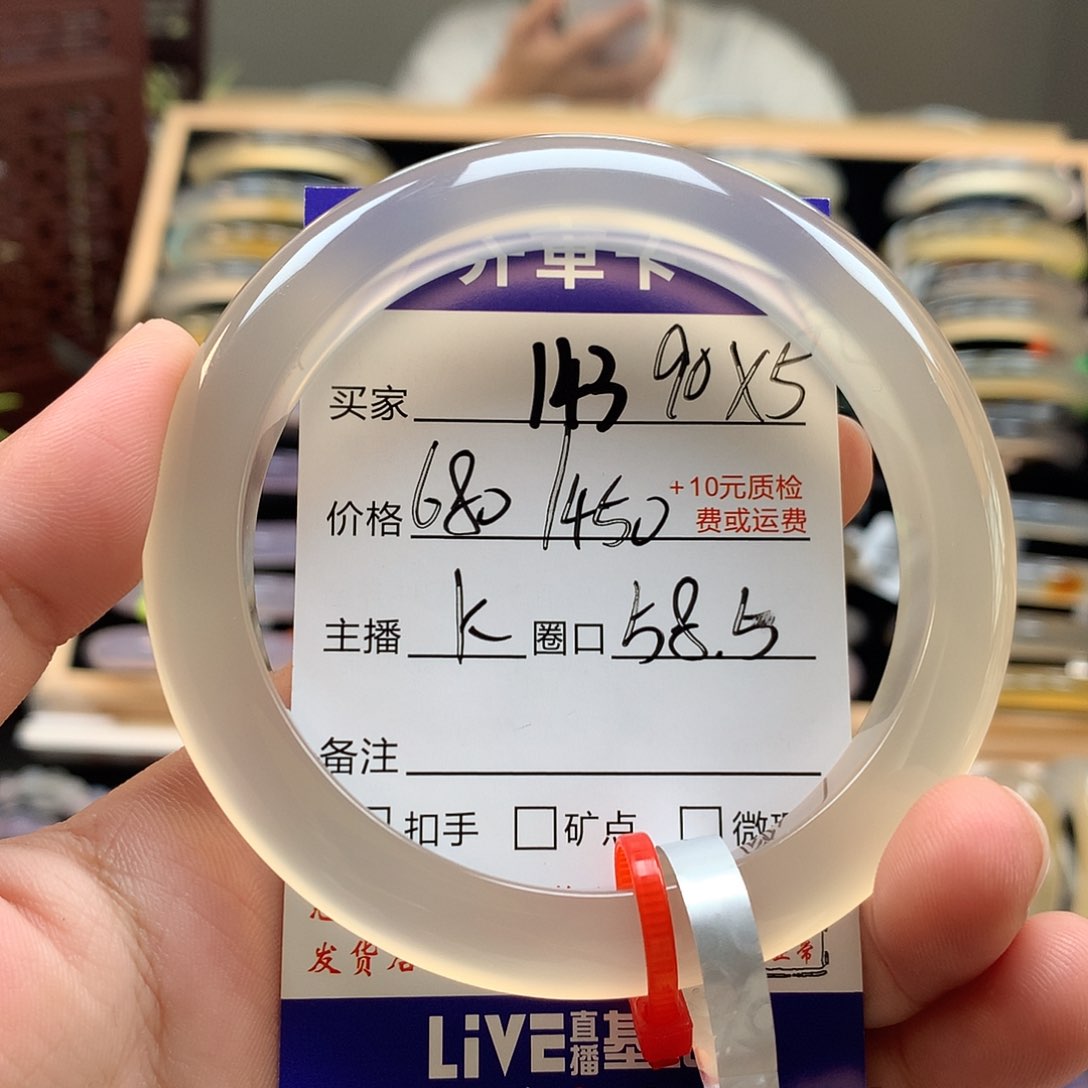 开单卡
买家 143 90X5
价格 680/1450 +10元质检
费或运费
主播 K 圈口 58.5
备注
扣手 □矿点 □微
发货
LiVE直播基